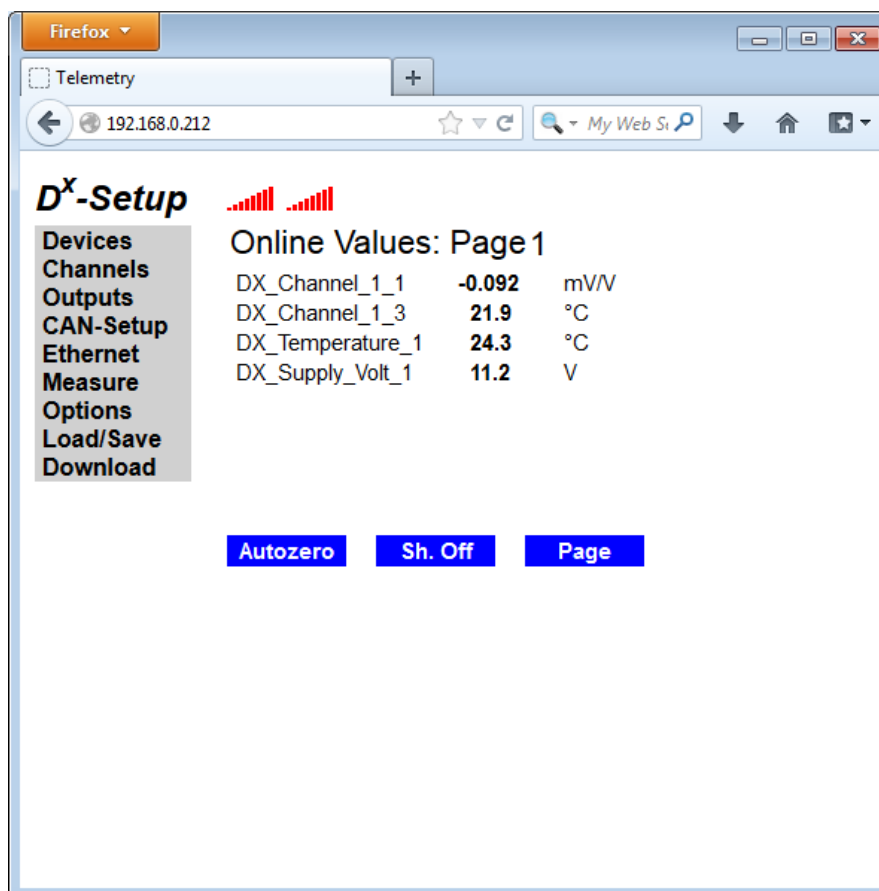 Firefox
Telemetry
192.168.0.212
My Web S
D^X-Setup
Devices
Channels
Outputs
CAN-Setup
Ethernet
Measure
Options
Load/Save
Download
Online Values: Page 1
DX_Channel_1_1 -0.092 mV/V
DX_Channel_1_3 21.9 °C
DX_Temperature_1 24.3 °C
DX_Supply_Volt_1 11.2 V
Autozero Sh. Off Page